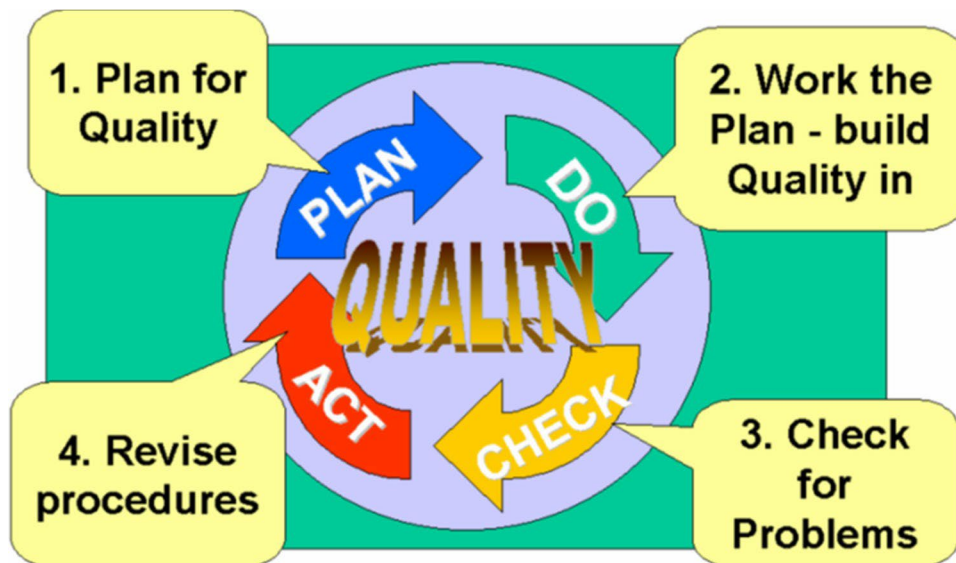 1. Plan for
Quality
2. Work the
Plan - build
Quality in
PLAN
DO
QUALITY
ACT
CHECK
4. Revise
procedures
3. Check
for
Problems